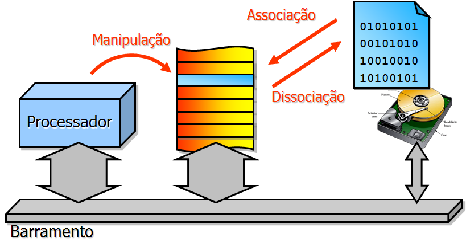 Associação
Manipulação
01010101
00101010
10010010
10100101
Dissociação
Processador
Barramento